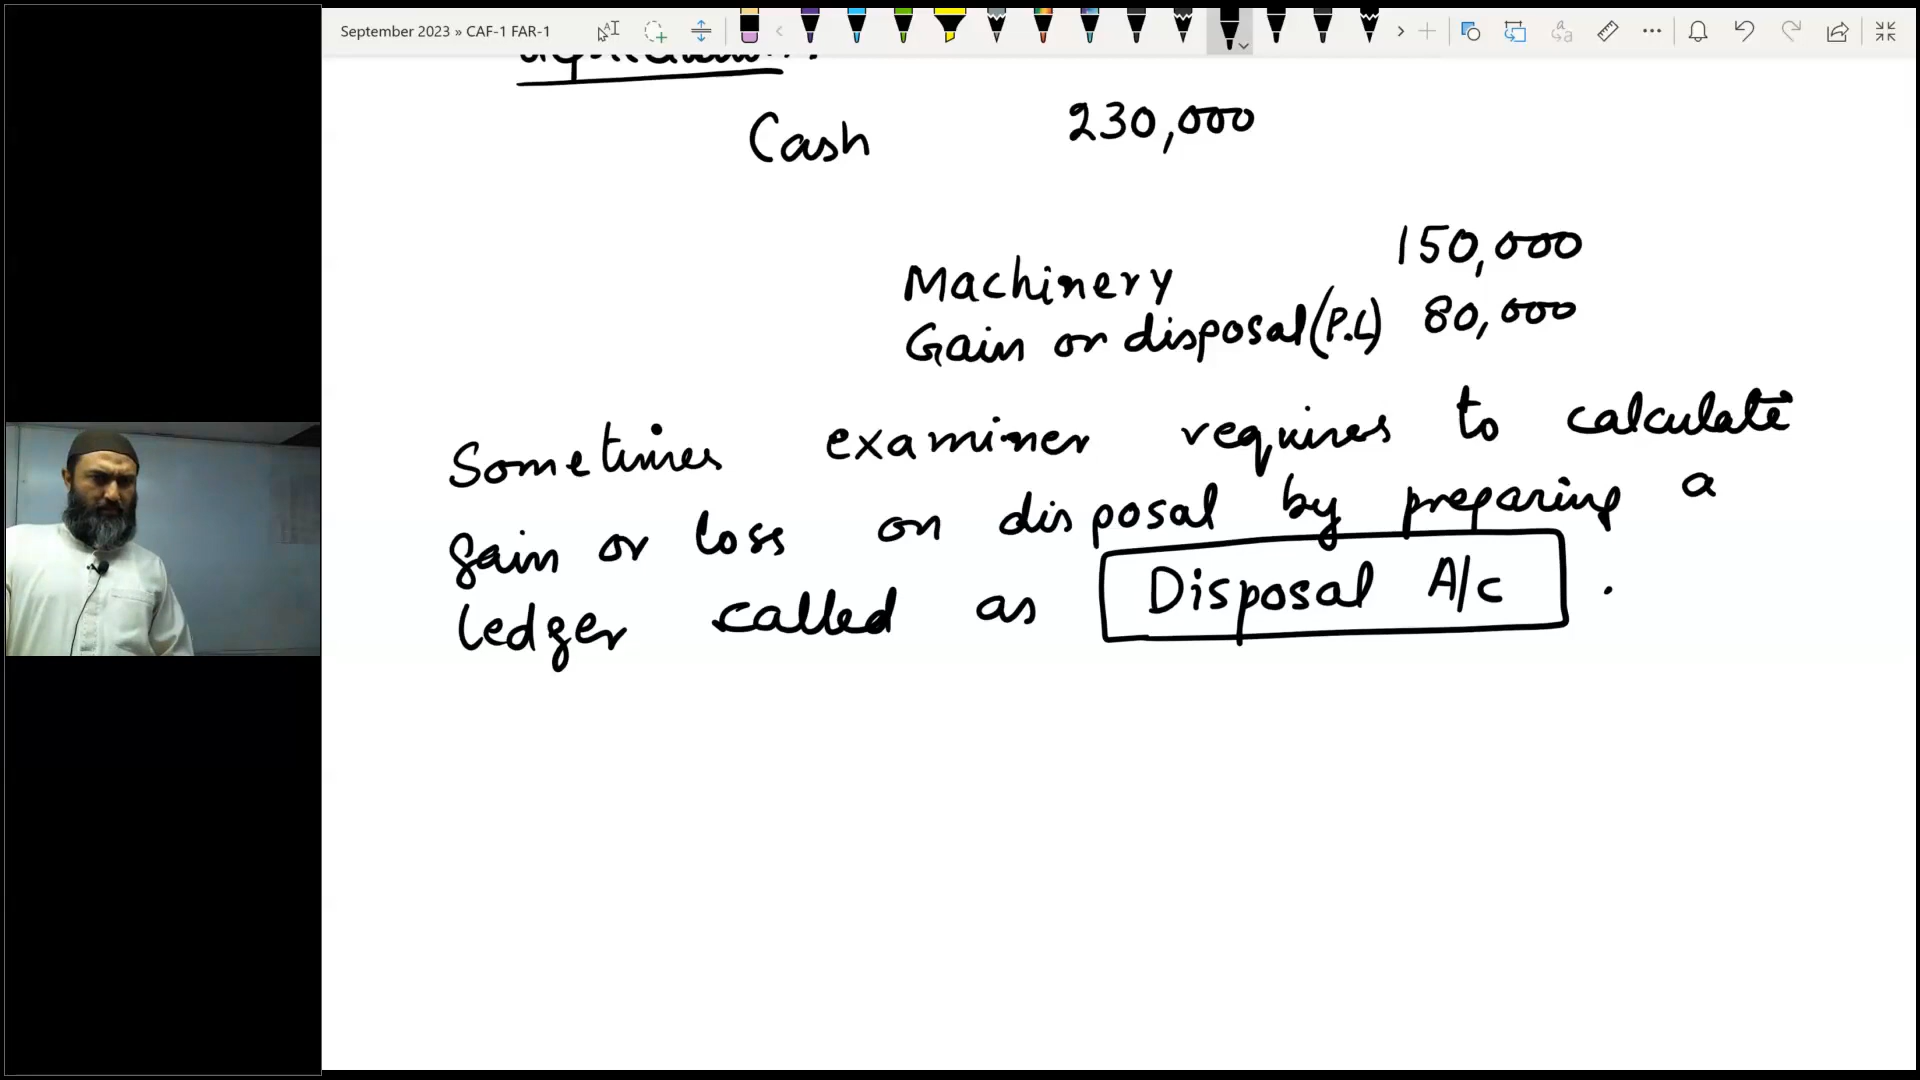 September 2023 » CAF-1 FAR-1
Cash 230,000
Machinery 150,000
Gain on disposal (P.L) 80,000
Sometimes examiner requires to calculate
gain or loss on disposal by preparing a
ledger called as Disposal A/c .